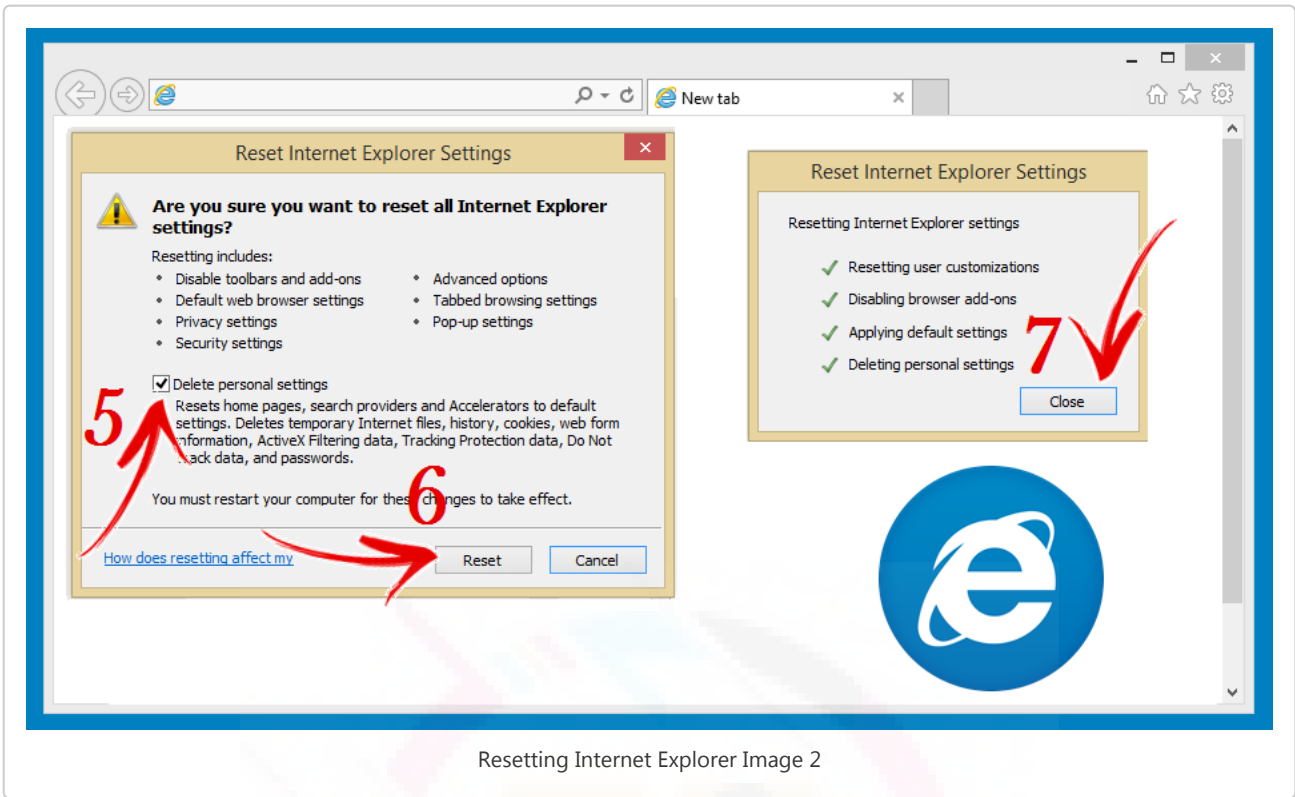 New tab
Reset Internet Explorer Settings
Are you sure you want to reset all Internet Explorer
settings?
Resetting includes:
• Disable toolbars and add-ons
• Default web browser settings
• Privacy settings
• Security settings
• Advanced options
• Tabbed browsing settings
• Pop-up settings
Delete personal settings
Resets home pages, search providers and Accelerators to default
settings. Deletes temporary Internet files, history, cookies, web form
information, ActiveX Filtering data, Tracking Protection data, Do Not
Track data, and passwords.
You must restart your computer for these changes to take effect.
How does resetting affect my
Reset
Cancel
5
6
Reset Internet Explorer Settings
Resetting Internet Explorer settings
Resetting user customizations
Disabling browser add-ons
Applying default settings
Deleting personal settings
7
Close
Resetting Internet Explorer Image 2